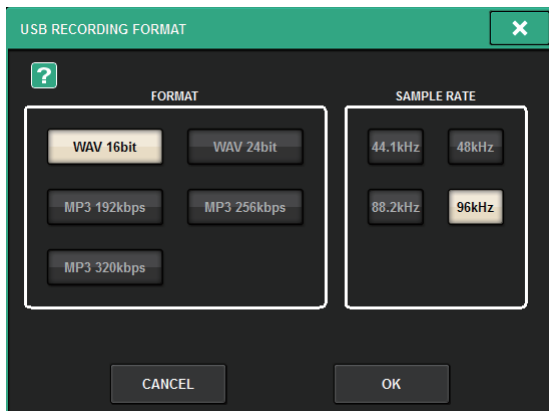 USB RECORDING FORMAT
?
FORMAT
SAMPLE RATE
WAV 16bit
WAV 24bit
44.1kHz
48kHz
MP3 192kbps
MP3 256kbps
88.2kHz
96kHz
MP3 320kbps
CANCEL
OK